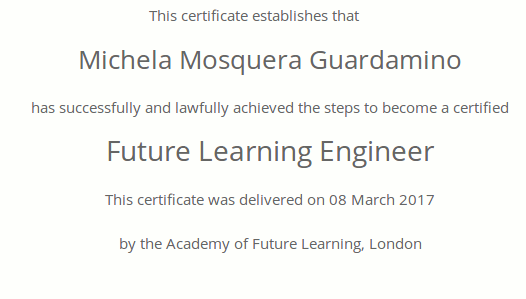 This certificate establishes that
Michela Mosquera Guardamino
has successfully and lawfully achieved the steps to become a certified
Future Learning Engineer
This certificate was delivered on 08 March 2017
by the Academy of Future Learning, London